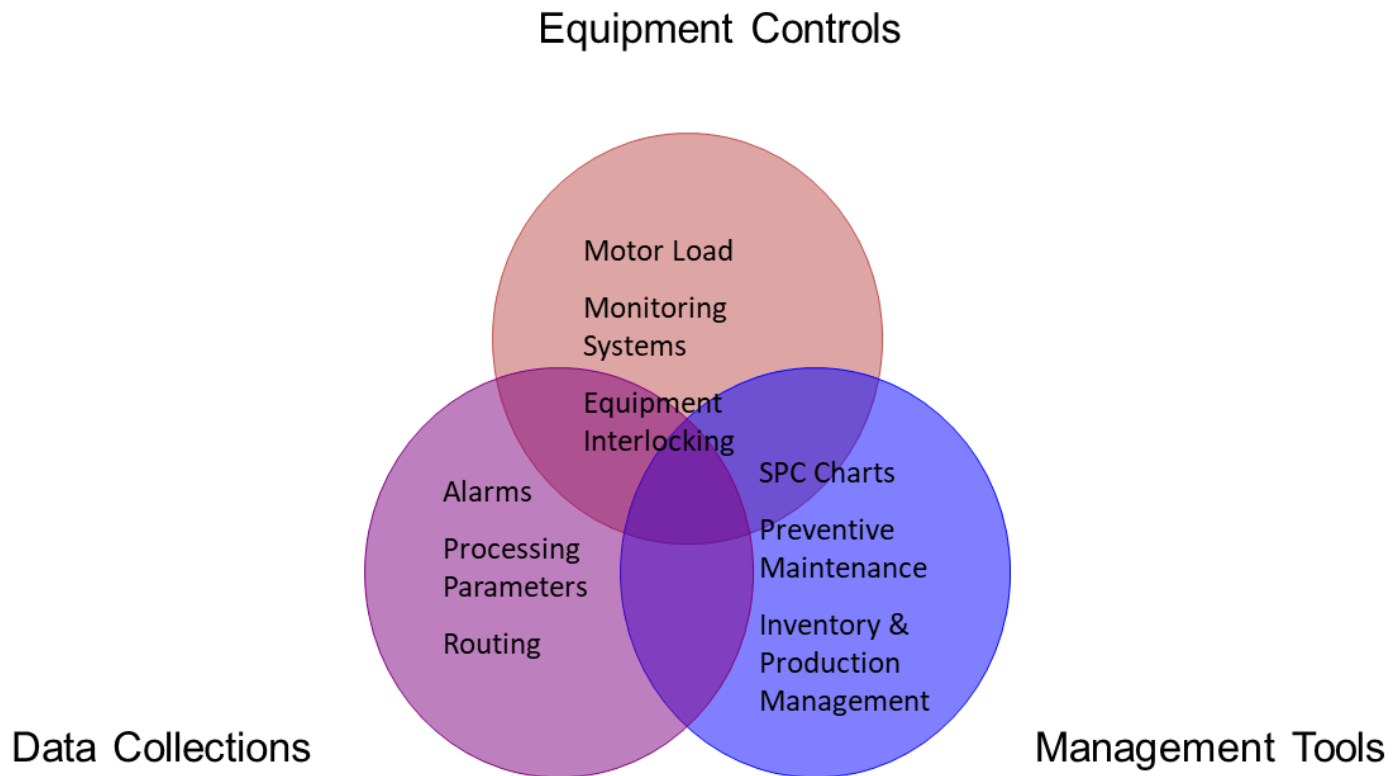 Equipment Controls
Motor Load
Monitoring
Systems
Equipment
Interlocking
Alarms
Processing
Parameters
Routing
SPC Charts
Preventive
Maintenance
Inventory &
Production
Management
Data Collections
Management Tools